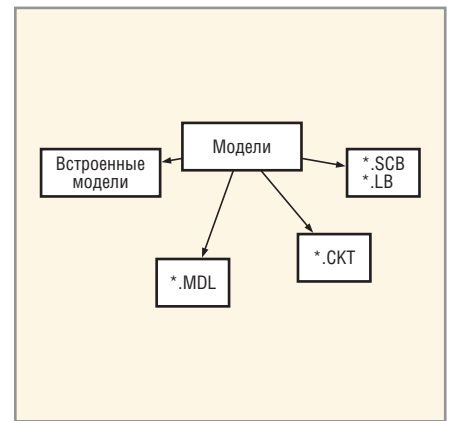 Модели
Встроенные
модели
*.SCB
*.LB
*.CKT
*.MDL